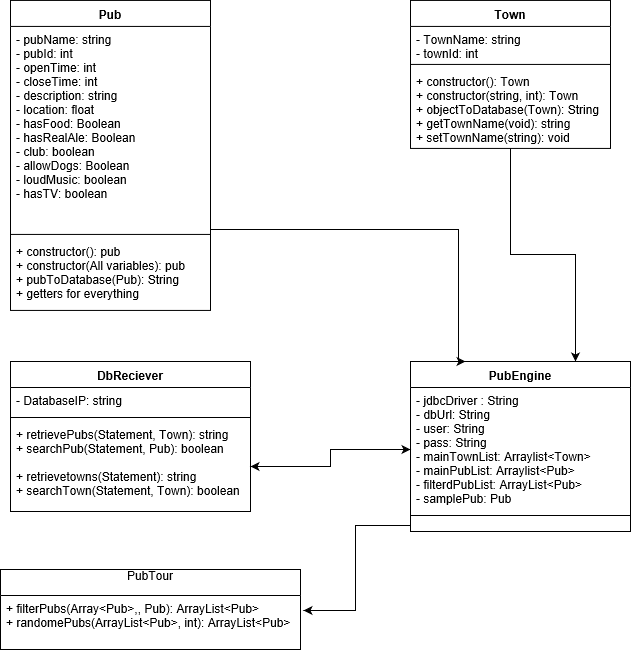 Pub
- pubName: string
- pubId: int
- openTime: int
- closeTime: int
- description: string
- location: float
- hasFood: Boolean
- hasRealAle: Boolean
- club: boolean
- allowDogs: Boolean
- loudMusic: boolean
- hasTV: boolean
+ constructor(): pub
+ constructor(All variables): pub
+ pubToDatabase(Pub): String
+ getters for everything
Town
- TownName: string
- townId: int
+ constructor(): Town
+ constructor(string, int): Town
+ objectToDatabase(Town): String
+ getTownName(void): string
+ setTownName(string): void
DbReciever
- DatabaseIP: string
+ retrievePubs(Statement, Town): string
+ searchPub(Statement, Pub): boolean
+ retrievetowns(Statement): string
+ searchTown(Statement, Town): boolean
PubEngine
- jdbcDriver : String
- dbUrl: String
- user: String
- pass: String
- mainTownList: Arraylist<Town>
- mainPubList: Arraylist<Pub>
- filterdPubList: ArrayList<Pub>
- samplePub: Pub
PubTour
+ filterPubs(Array<Pub>,, Pub): ArrayList<Pub>
+ randomePubs(ArrayList<Pub>, int): ArrayList<Pub>